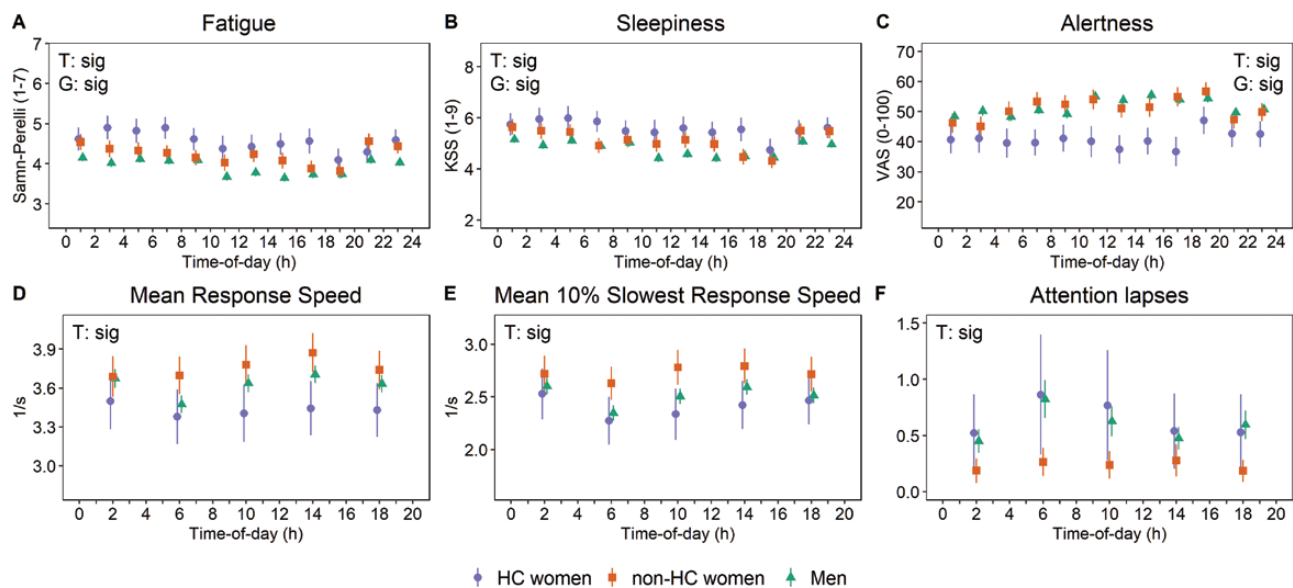 A Fatigue
Samn-Perelli (1-7)
T: sig
G: sig
7
6
5
4
3
0 2 4 6 8 10 12 14 16 18 20 22 24
Time-of-day (h)
B Sleepiness
KSS (1-9)
T: sig
G: sig
8
6
4
2
0 2 4 6 8 10 12 14 16 18 20 22 24
Time-of-day (h)
C Alertness
VAS (0-100)
T: sig
G: sig
70
60
50
40
30
20
0 2 4 6 8 10 12 14 16 18 20 22 24
Time-of-day (h)
D Mean Response Speed
1/s
T: sig
3.9
3.6
3.3
3.0
0 2 4 6 8 10 12 14 16 18 20
Time-of-day (h)
E Mean 10% Slowest Response Speed
1/s
T: sig
3.0
2.5
2.0
0 2 4 6 8 10 12 14 16 18 20
Time-of-day (h)
F Attention lapses
T: sig
1.5
1.0
0.5
0.0
0 2 4 6 8 10 12 14 16 18 20
Time-of-day (h)
HC women non-HC women Men